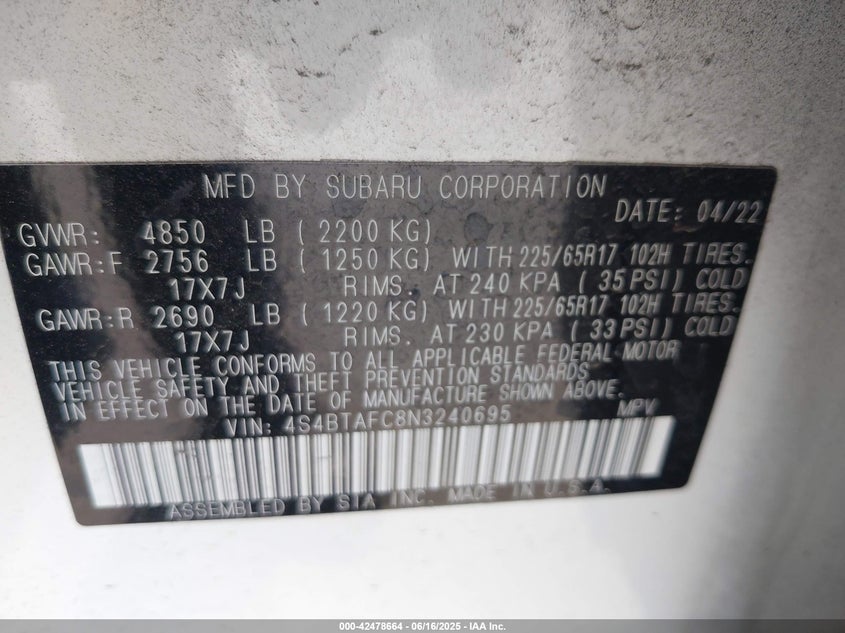 MFD BY SUBARU CORPORATION
DATE: 04/22
GVWR: 4850 LB ( 2200 KG)
GAWR:F 2756 LB ( 1250 KG) WITH 225/65R17 102H TIRES.
17X7J RIMS. AT 240 KPA ( 35 PSI) COLD
GAWR:R 2690 LB ( 1220 KG) WITH 225/65R17 102H TIRES.
17X7J RIMS. AT 230 KPA ( 33 PSI) COLD
THIS VEHICLE CONFORMS TO ALL APPLICABLE FEDERAL MOTOR
VEHICLE SAFETY AND THEFT PREVENTION STANDARDS
IN EFFECT ON THE DATE OF MANUFACTURE SHOWN ABOVE.
VIN: 4S4BTAFC8N3240695 MPV
ASSEMBLED BY SIA INC. MADE IN U.S.A.
000-42478664 / 06/16/2025 - IAA Inc.